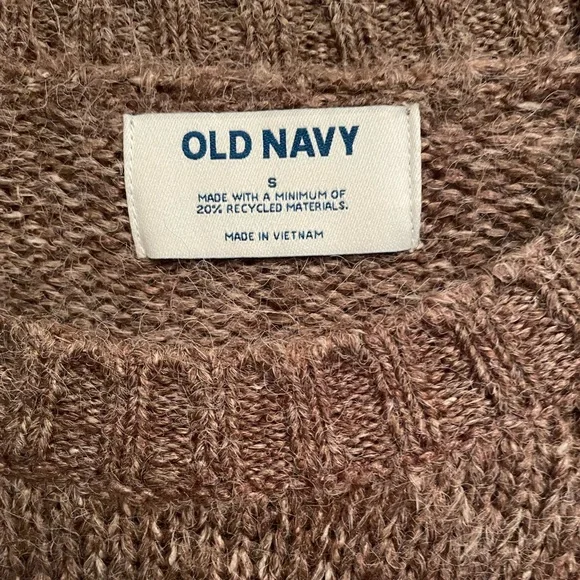 OLD NAVY
S
MADE WITH A MINIMUM OF
20% RECYCLED MATERIALS.
MADE IN VIETNAM